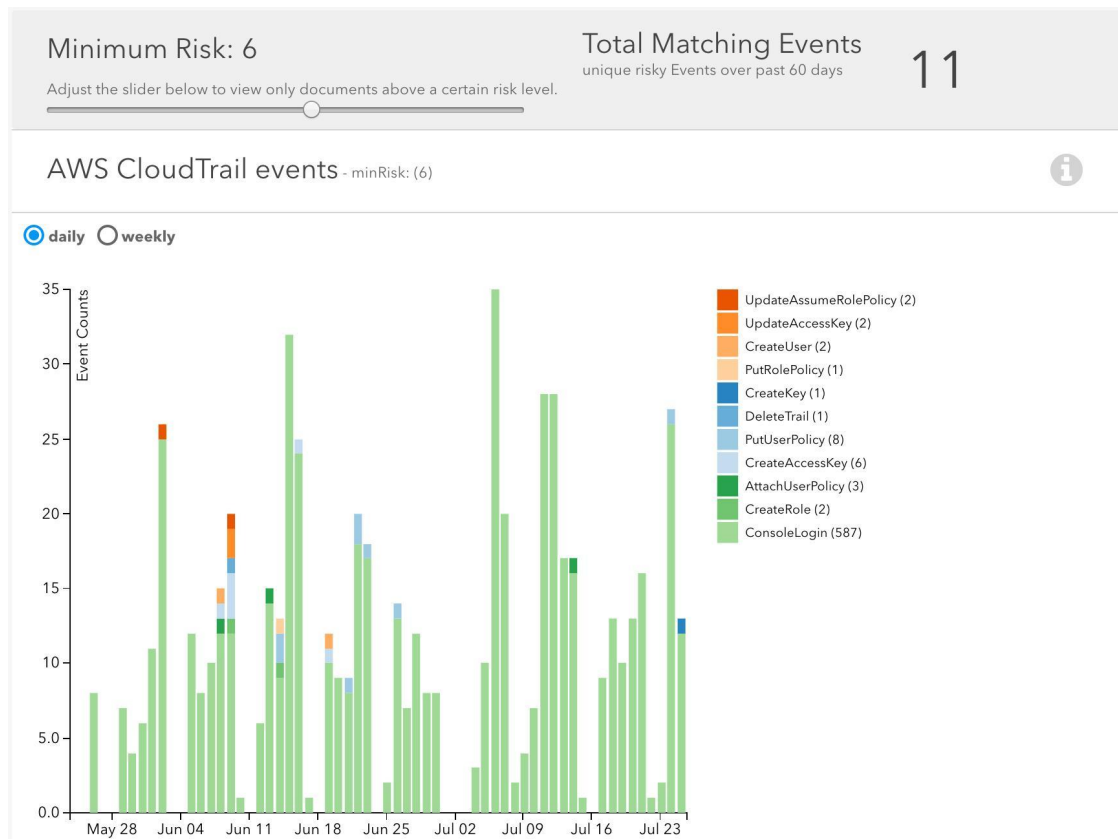 Minimum Risk: 6
Adjust the slider below to view only documents above a certain risk level.
Total Matching Events
unique risky Events over past 60 days
11
AWS CloudTrail events - minRisk: (6)
i
daily
weekly
Event Counts
35
30
25
20
15
10
5.0
0.0
May 28
Jun 04
Jun 11
Jun 18
Jun 25
Jul 02
Jul 09
Jul 16
Jul 23
UpdateAssumeRolePolicy (2)
UpdateAccessKey (2)
CreateUser (2)
PutRolePolicy (1)
CreateKey (1)
DeleteTrail (1)
PutUserPolicy (8)
CreateAccessKey (6)
AttachUserPolicy (3)
CreateRole (2)
ConsoleLogin (587)